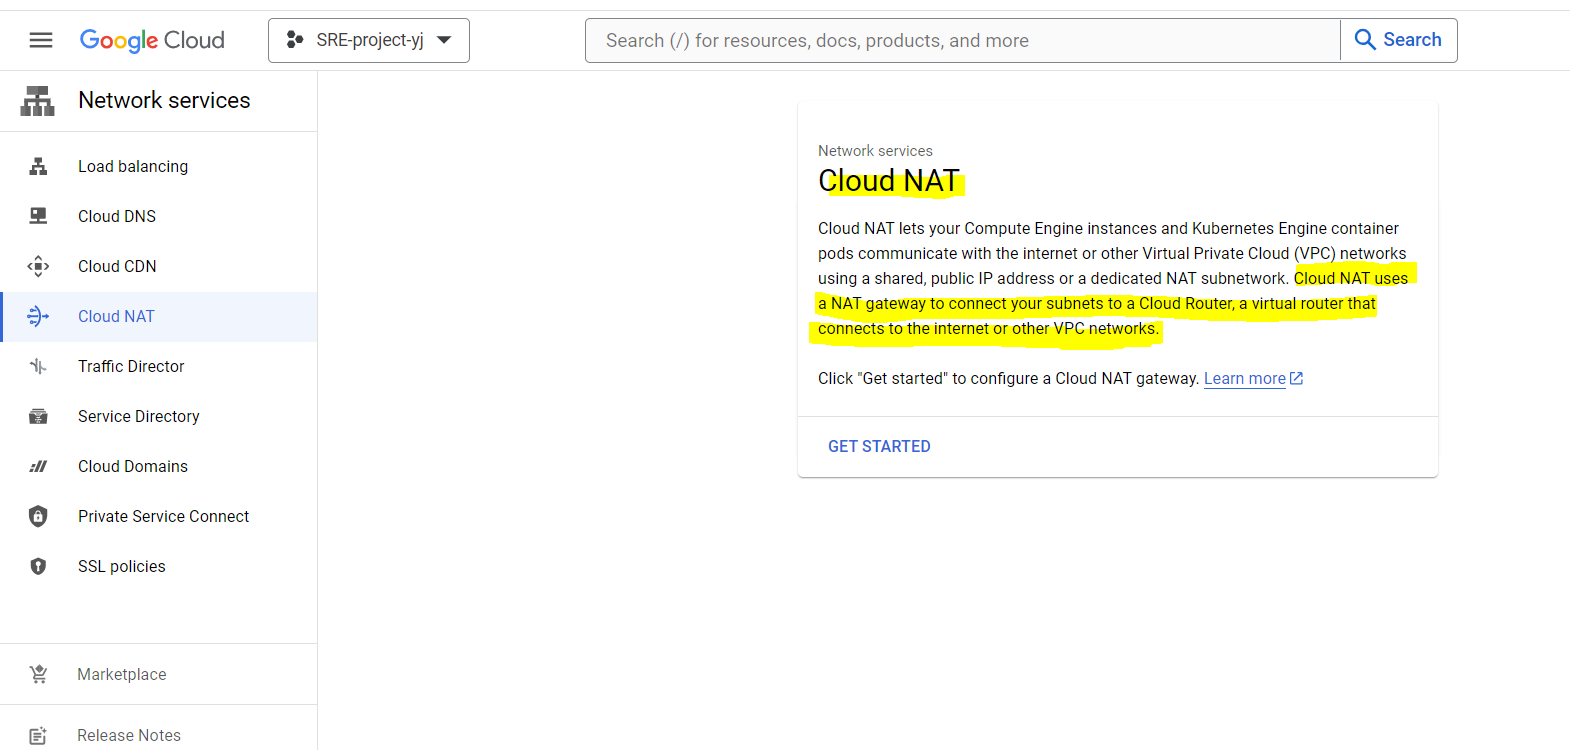 Google Cloud
SRE-project-yj
Search (/) for resources, docs, products, and more
Search
Network services
Load balancing
Cloud DNS
Cloud CDN
Cloud NAT
Traffic Director
Service Directory
Cloud Domains
Private Service Connect
SSL policies
Marketplace
Release Notes
Network services
Cloud NAT
Cloud NAT lets your Compute Engine instances and Kubernetes Engine container
pods communicate with the internet or other Virtual Private Cloud (VPC) networks
using a shared, public IP address or a dedicated NAT subnetwork. Cloud NAT uses
a NAT gateway to connect your subnets to a Cloud Router, a virtual router that
connects to the internet or other VPC networks.
Click "Get started" to configure a Cloud NAT gateway. Learn more
GET STARTED